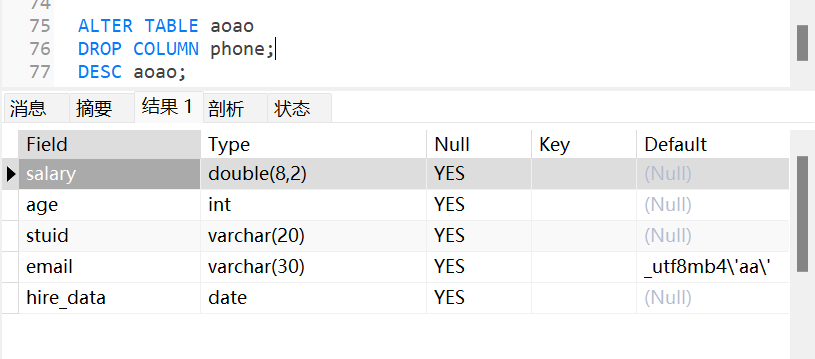 74
75 ALTER TABLE aoao
76 DROP COLUMN phone;
77 DESC aoao;
消息 摘要 结果 1 剖析 状态
Field Type Null Key Default
salary double(8,2) YES (Null)
age int YES (Null)
stuid varchar(20) YES (Null)
email varchar(30) YES _utf8mb4\'aa\'
hire_data date YES (Null)